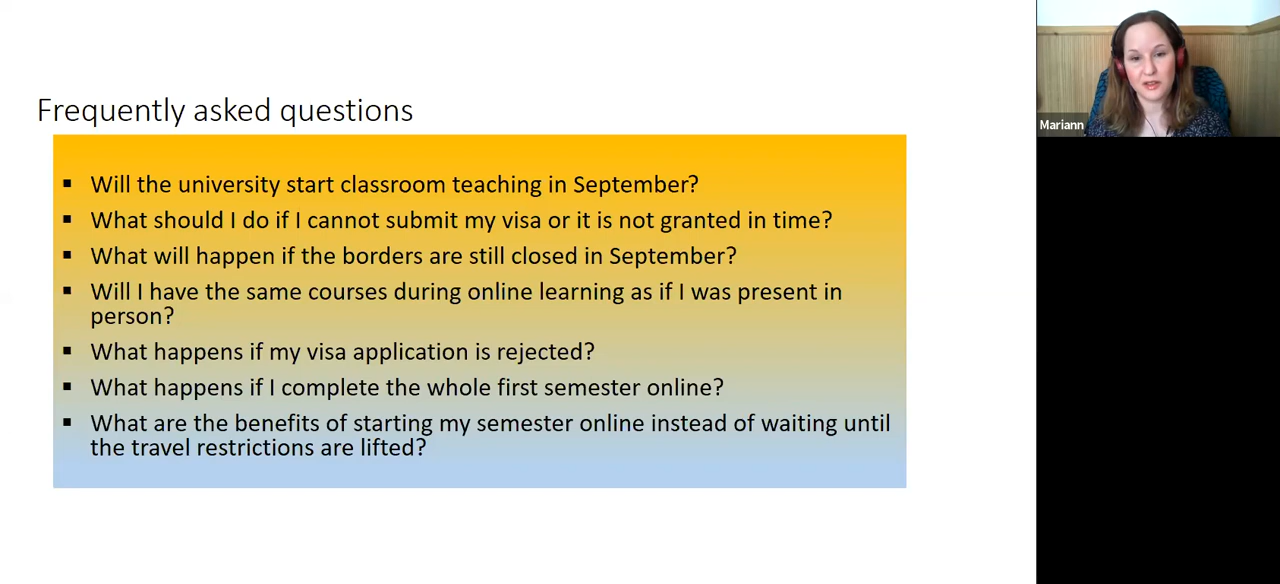 Frequently asked questions
▪ Will the university start classroom teaching in September?
▪ What should I do if I cannot submit my visa or it is not granted in time?
▪ What will happen if the borders are still closed in September?
▪ Will I have the same courses during online learning as if I was present in
person?
▪ What happens if my visa application is rejected?
▪ What happens if I complete the whole first semester online?
▪ What are the benefits of starting my semester online instead of waiting until
the travel restrictions are lifted?
Mariann